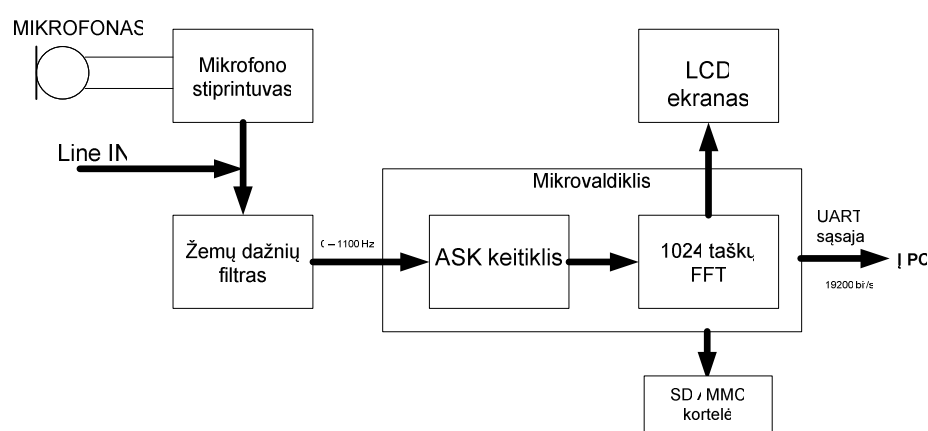 MIKROFONAS
Mikrofono
stiprintuvas
LCD
ekranas
Line IN
Mikrovaldiklis
Žemų dažnių
filtras
0 – 1100 Hz
ASK keitiklis
1024 taškų
FFT
UART
sąsaja
Į PC
19200 bi/s
SD / MMC
kortelė